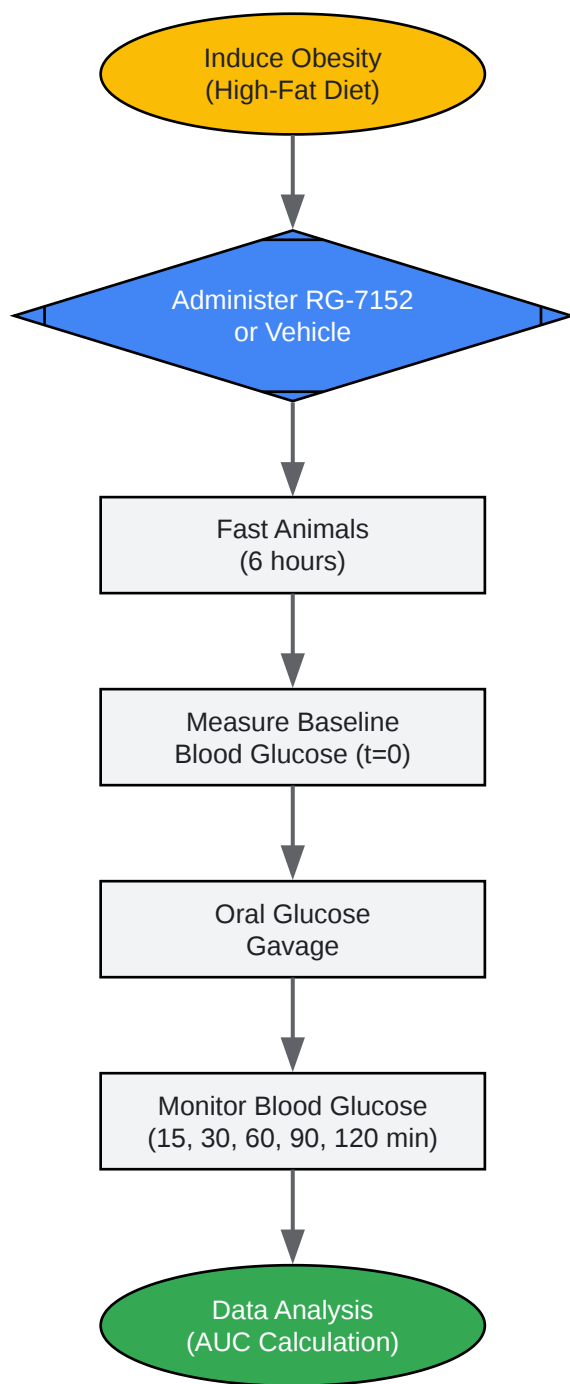 Induce Obesity
(High-Fat Diet)
Administer RG-7152
or Vehicle
Fast Animals
(6 hours)
Measure Baseline
Blood Glucose (t=0)
Oral Glucose
Gavage
Monitor Blood Glucose
(15, 30, 60, 90, 120 min)
Data Analysis
(AUC Calculation)